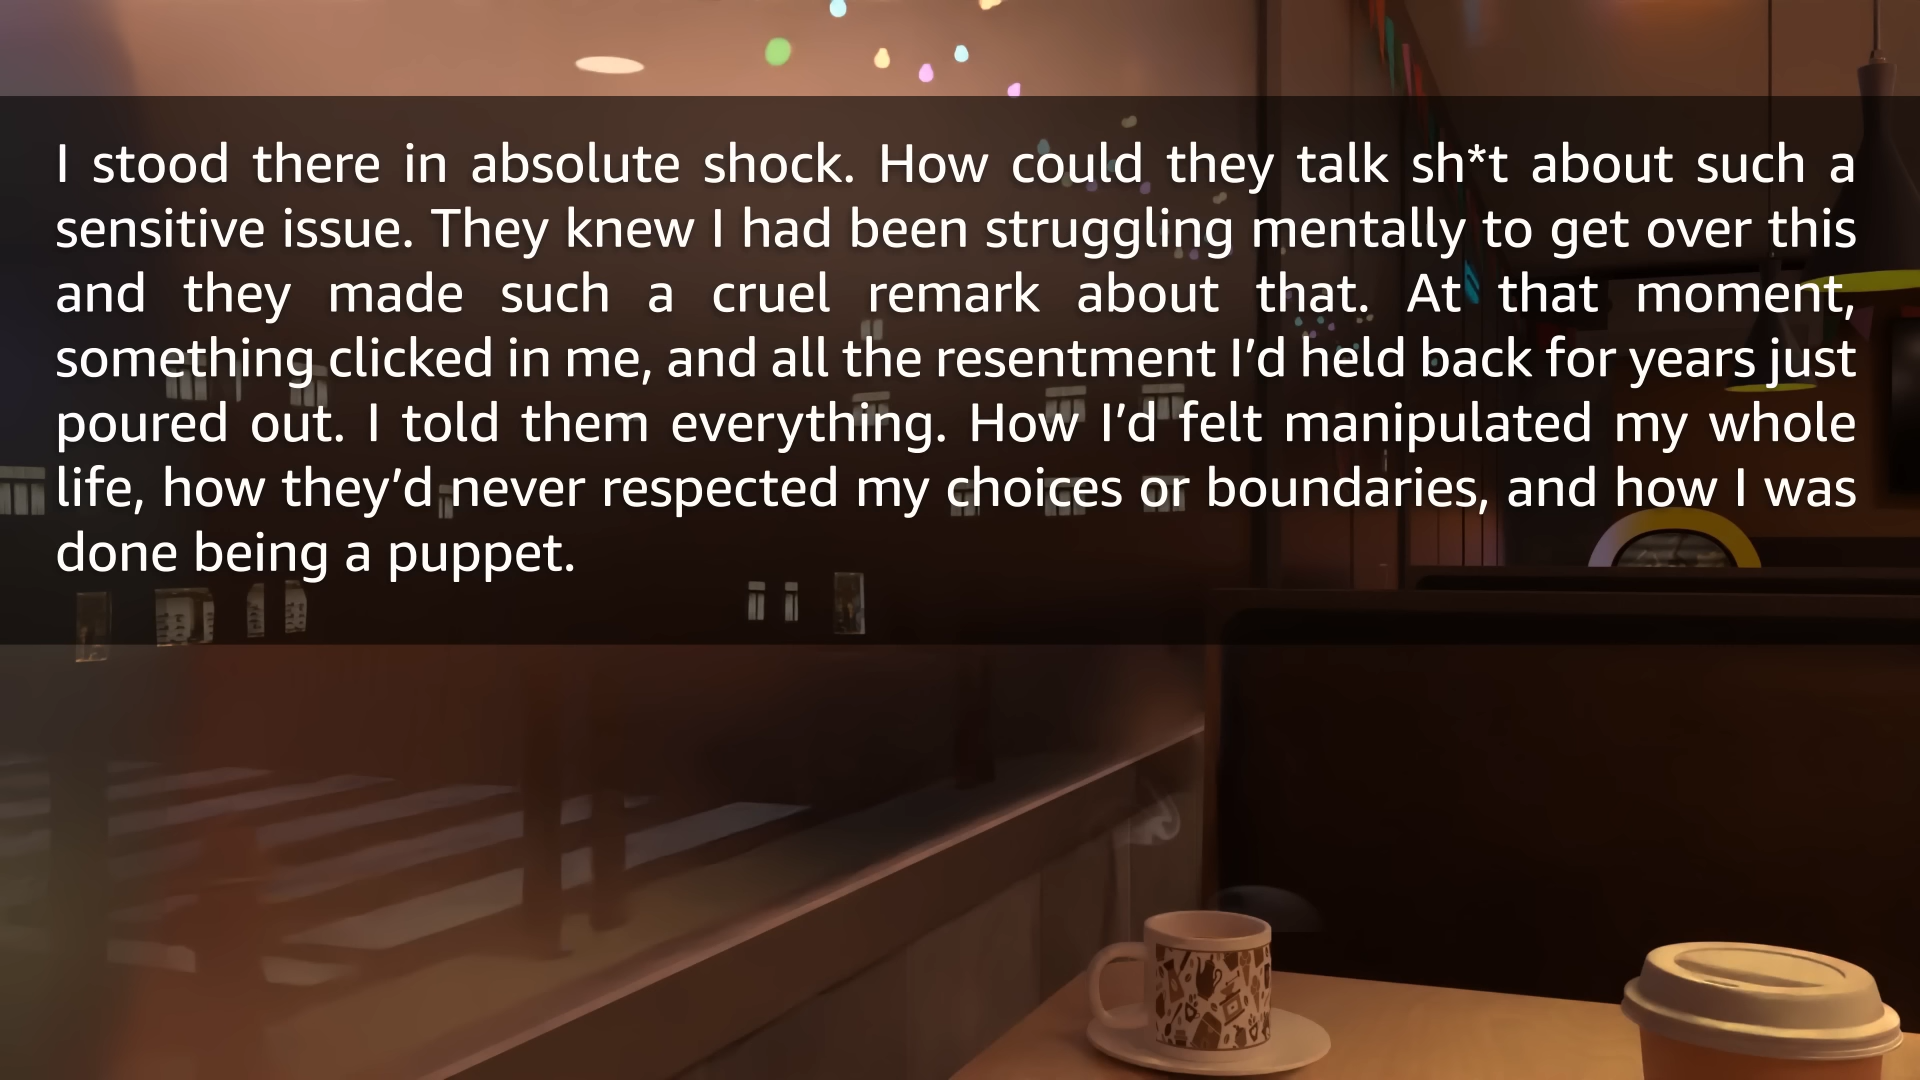 I stood there in absolute shock. How could they talk sh*t about such a
sensitive issue. They knew I had been struggling mentally to get over this
and they made such a cruel remark about that. At that moment,
something clicked in me, and all the resentment I’d held back for years just
poured out. I told them everything. How I’d felt manipulated my whole
life, how they’d never respected my choices or boundaries, and how I was
done being a puppet.